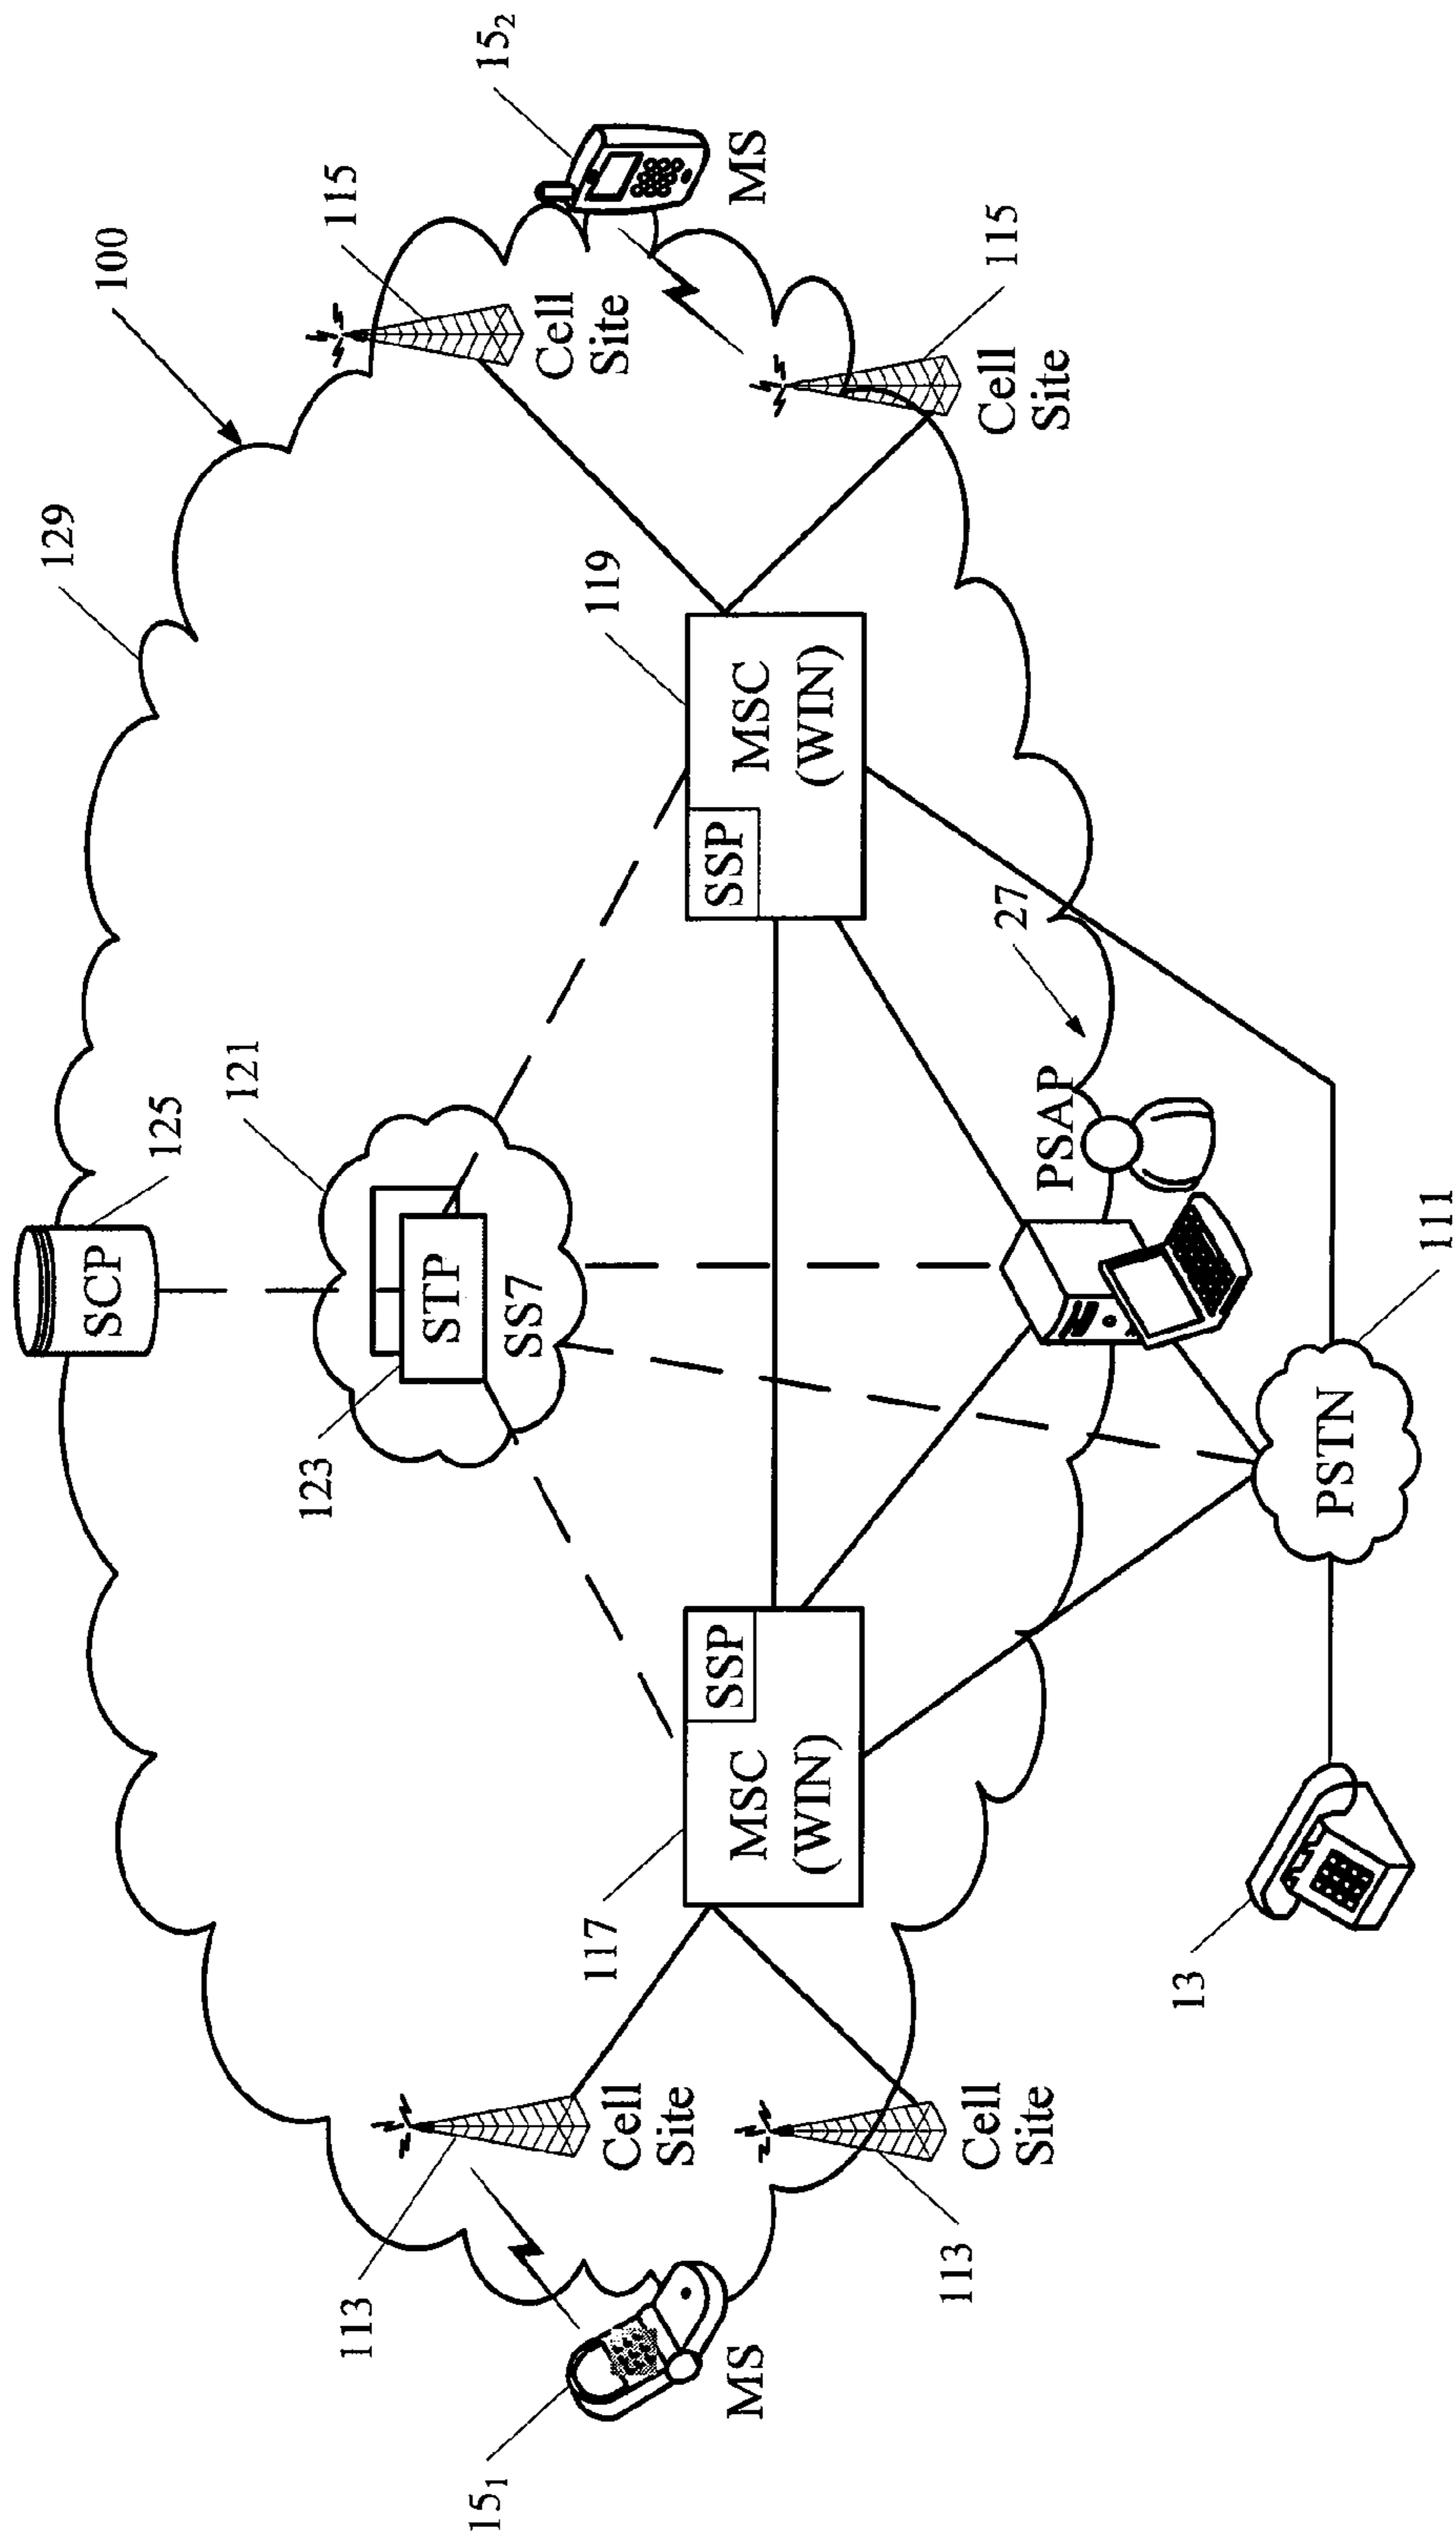 129
100
SCP
125
115
15₂
121
STP
SS7
123
Cell
Site
MS
113
Cell
Site
117
119
SSP
MSC
(WIN)
SSP
MSC
(WIN)
115
15₁
MS
113
Cell
Site
Cell
Site
PSAP
27
PSTN
111
13